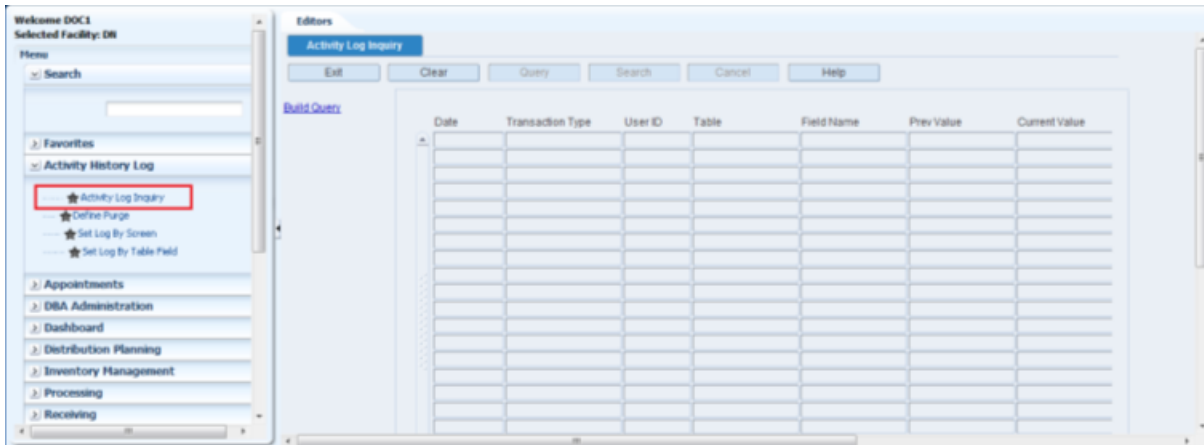 Welcome DOC1
Selected Facility: DN
Menu
Search
Favorites
Activity History Log
Activity Log Inquiry
Define Purge
Set Log By Screen
Set Log By Table Field
Appointments
DBA Administration
Dashboard
Distribution Planning
Inventory Management
Processing
Receiving
Editors
Activity Log Inquiry
Exit Clear Query Search Cancel Help
Build Query
Date Transaction Type User ID Table Field Name Prev Value Current Value